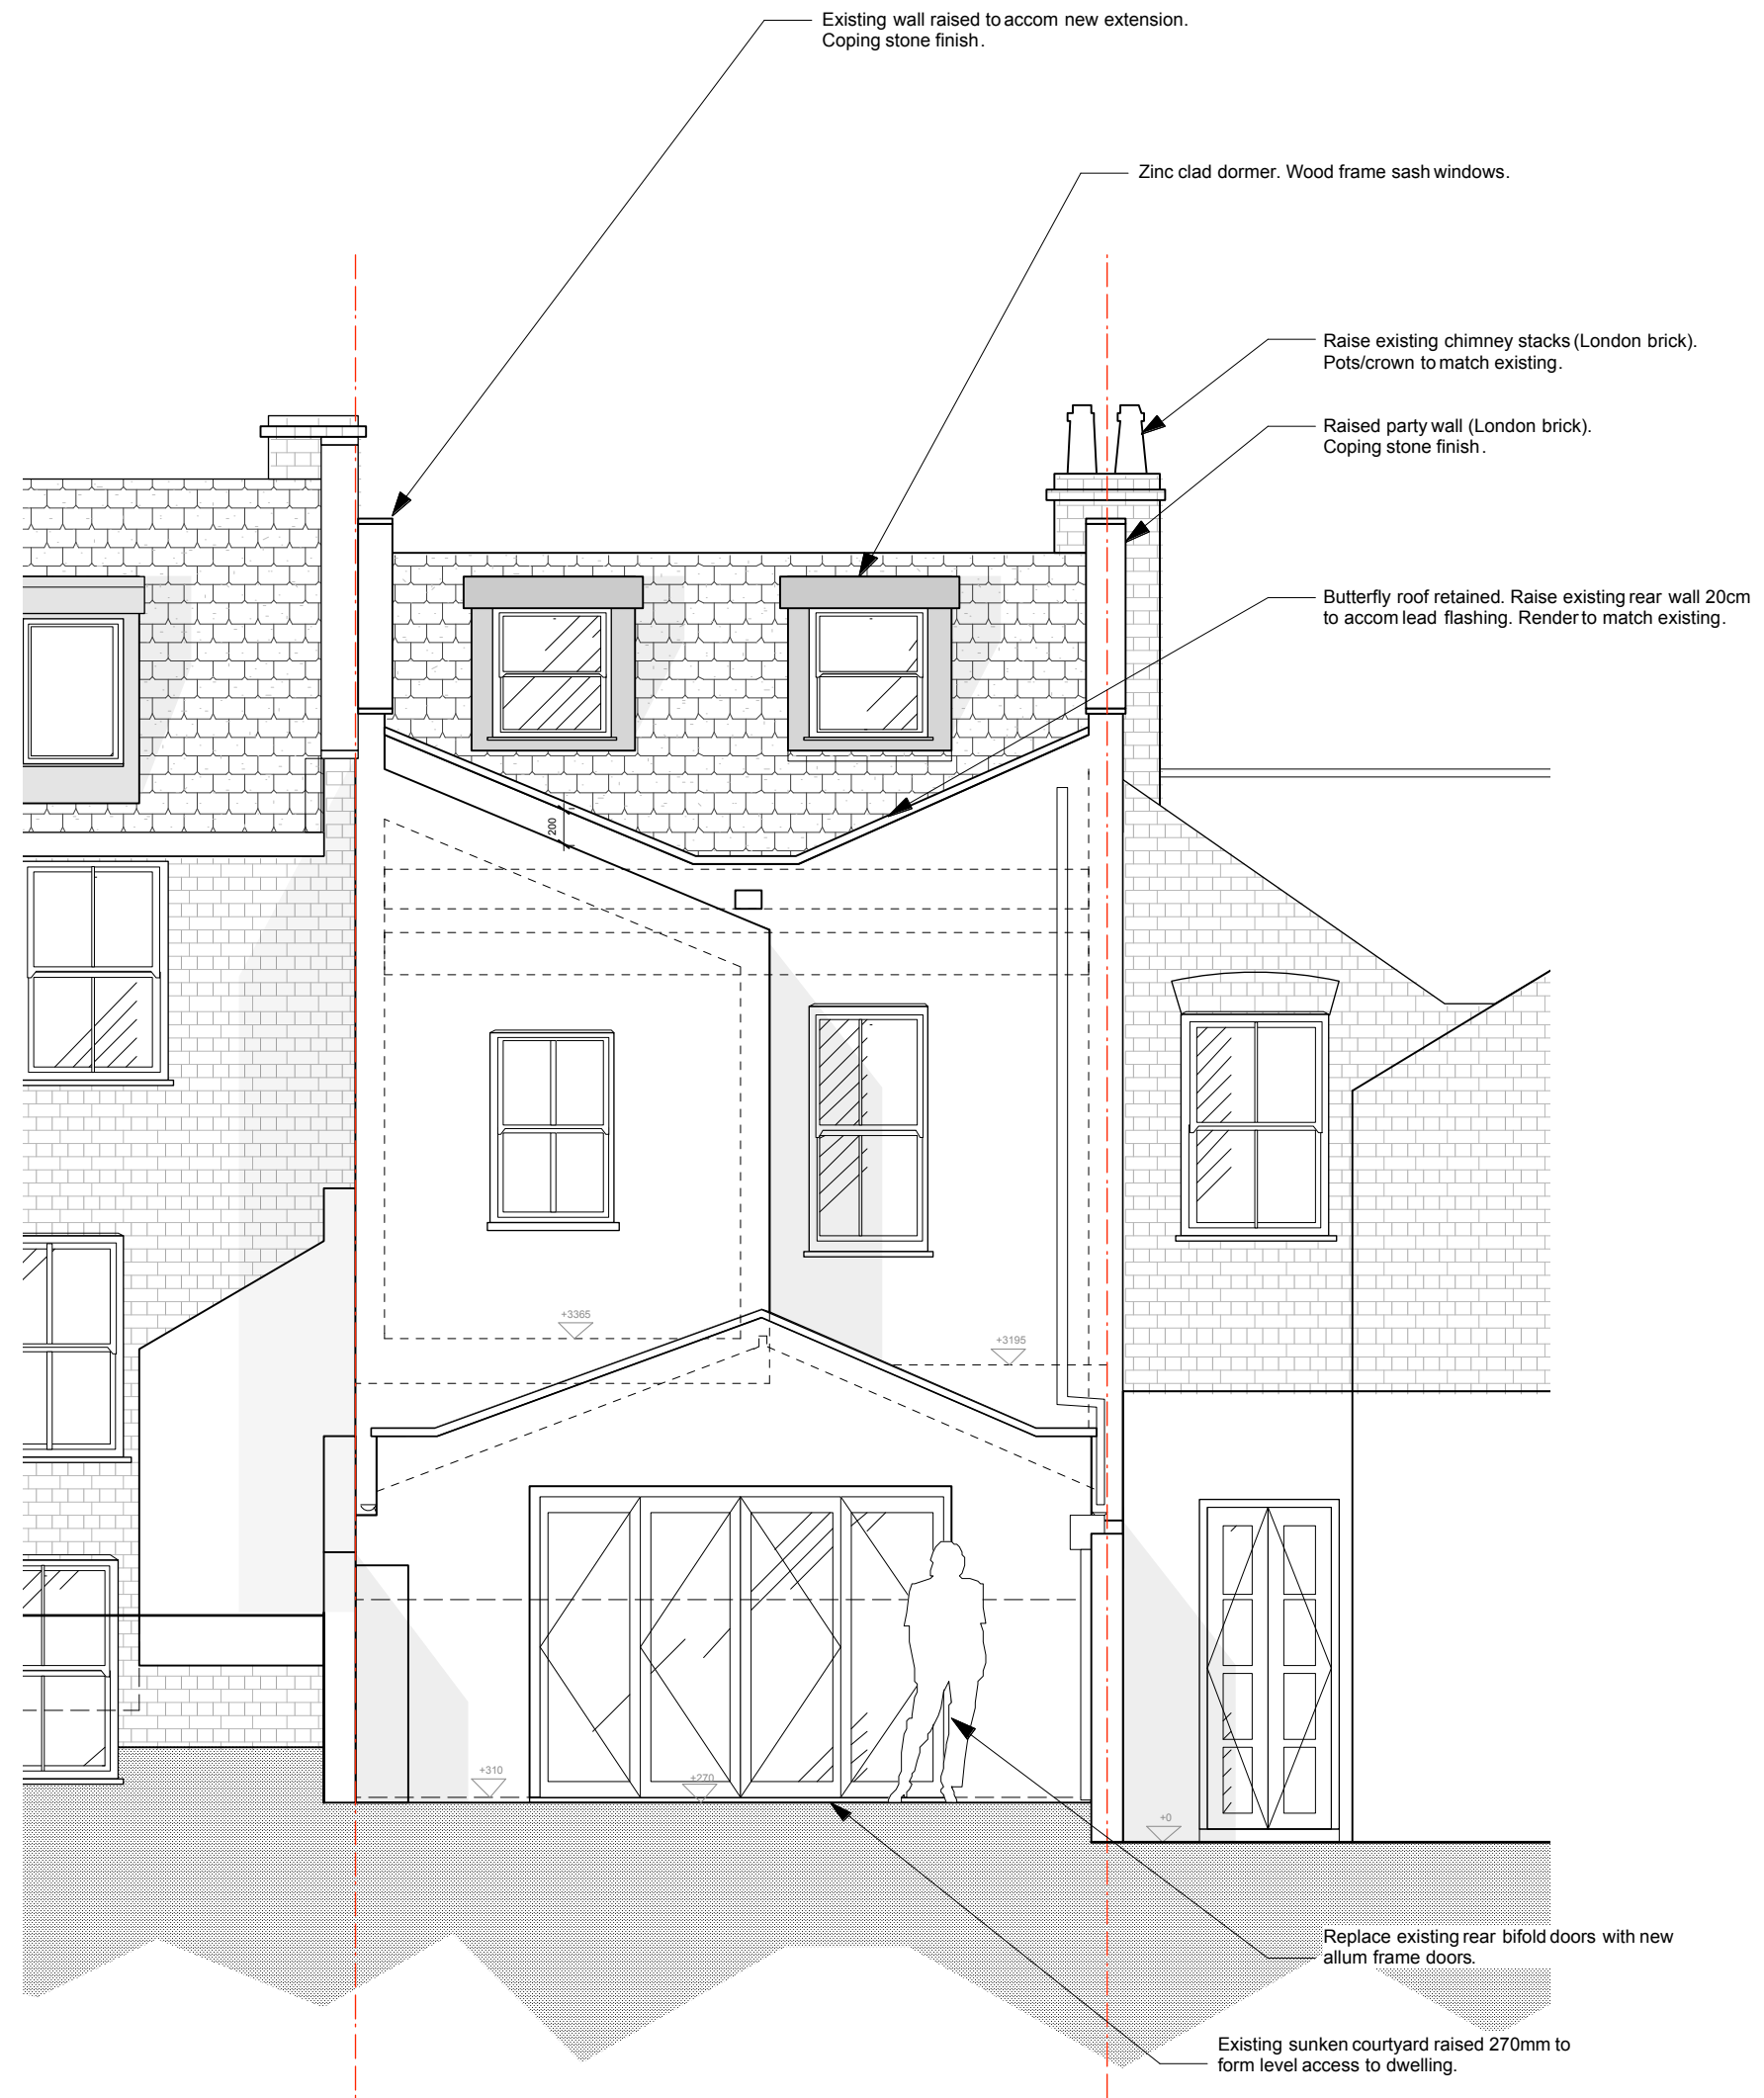 Existing wall raised to accom new extension.
Coping stone finish.
Zinc clad dormer. Wood frame sash windows.
Raise existing chimney stacks (London brick).
Pots/crown to match existing.
Raised party wall (London brick).
Coping stone finish.
Butterfly roof retained. Raise existing rear wall 20cm
to accom lead flashing. Render to match existing.
200
+3365
+3195
+310
+270
+0
Replace existing rear bifold doors with new
allum frame doors.
Existing sunken courtyard raised 270mm to
form level access to dwelling.